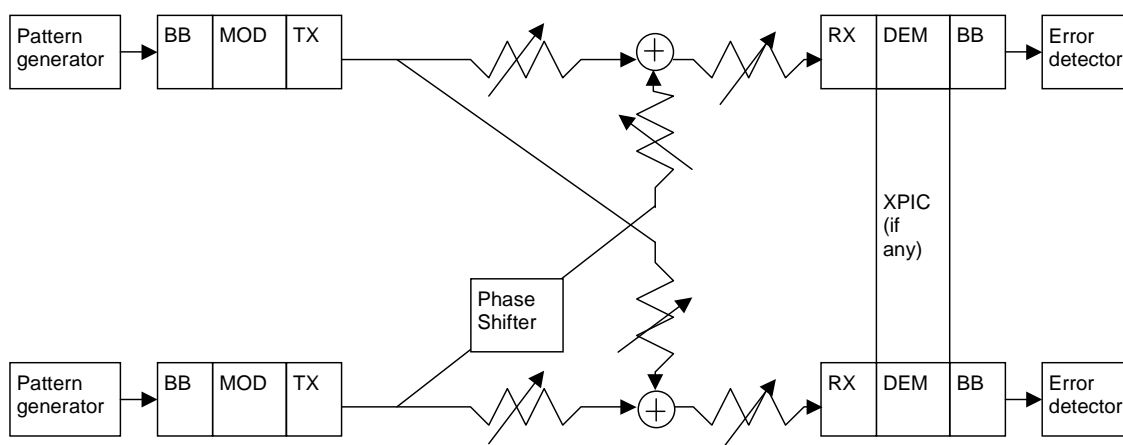 Pattern
generator
BB MOD TX
+
RX DEM BB
Error
detector
XPIC
(if
any)
Phase
Shifter
Pattern
generator
BB MOD TX
+
RX DEM BB
Error
detector